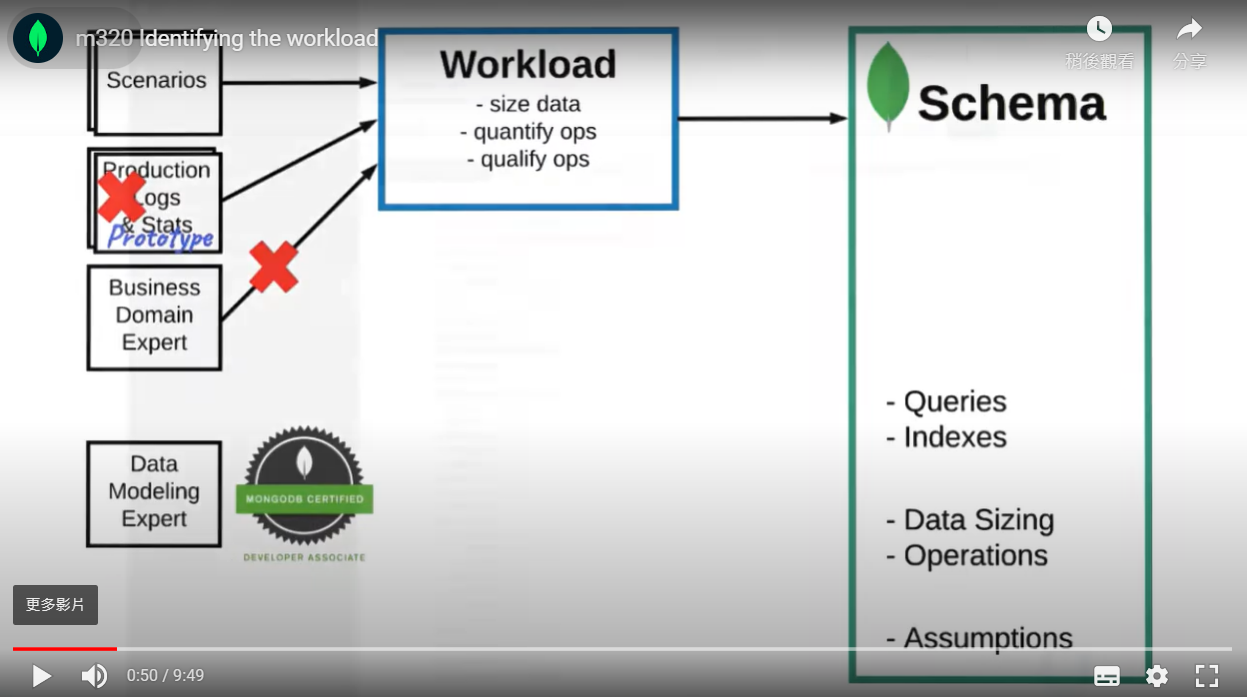 m320 Identifying the workload
稍後觀看
分享
Scenarios
Production
Logs
& Stats
Prototype
Business
Domain
Expert
Data
Modeling
Expert
MONGODB CERTIFIED
DEVELOPER ASSOCIATE
Workload
- size data
- quantify ops
- qualify ops
Schema
- Queries
- Indexes
- Data Sizing
- Operations
- Assumptions
更多影片
0:50 / 9:49